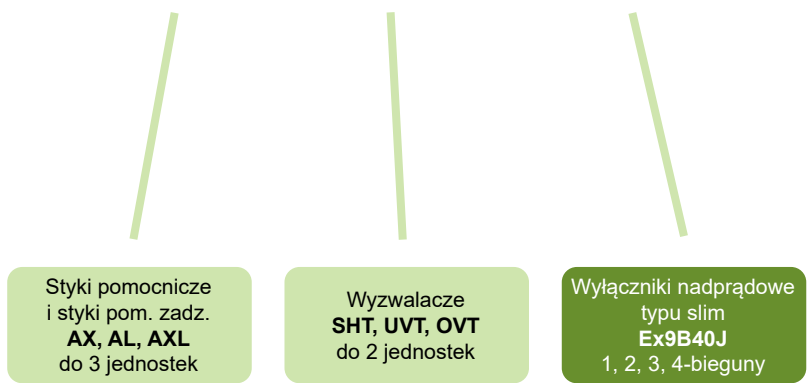 Styki pomocnicze
i styki pom. zadz.
AX, AL, AXL
do 3 jednostek
Wyzwalacze
SHT, UVT, OVT
do 2 jednostek
Wyłączniki nadprądowe
typu slim
Ex9B40J
1, 2, 3, 4-bieguny